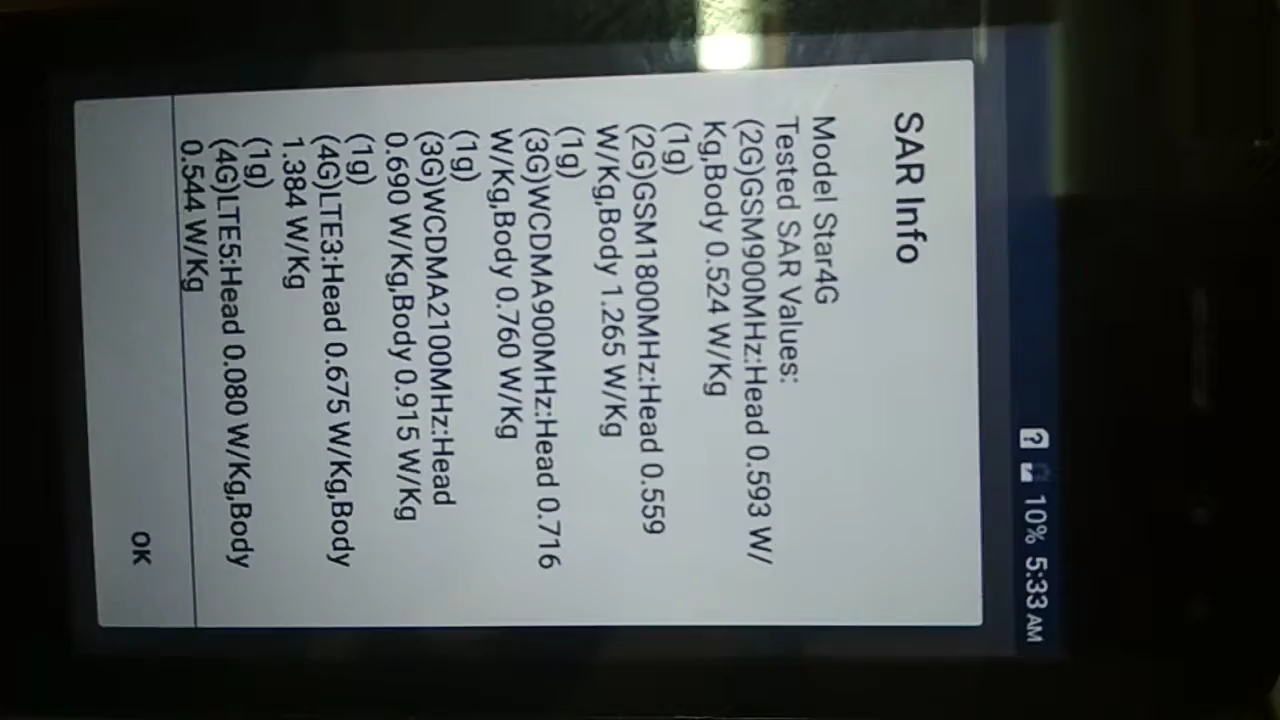 10% 5:33 AM
SAR Info
Model Star4G
Tested SAR Values:
(2G)GSM900MHz:Head 0.593 W/
Kg,Body 0.524 W/Kg
(1g)
(2G)GSM1800MHz:Head 0.559
W/Kg,Body 1.265 W/Kg
(1g)
(3G)WCDMA900MHz:Head 0.716
W/Kg,Body 0.760 W/Kg
(1g)
(3G)WCDMA2100MHz:Head
0.690 W/Kg,Body 0.915 W/Kg
(1g)
(4G)LTE3:Head 0.675 W/Kg,Body
1.384 W/Kg
(1g)
(4G)LTE5:Head 0.080 W/Kg,Body
0.544 W/Kg
OK